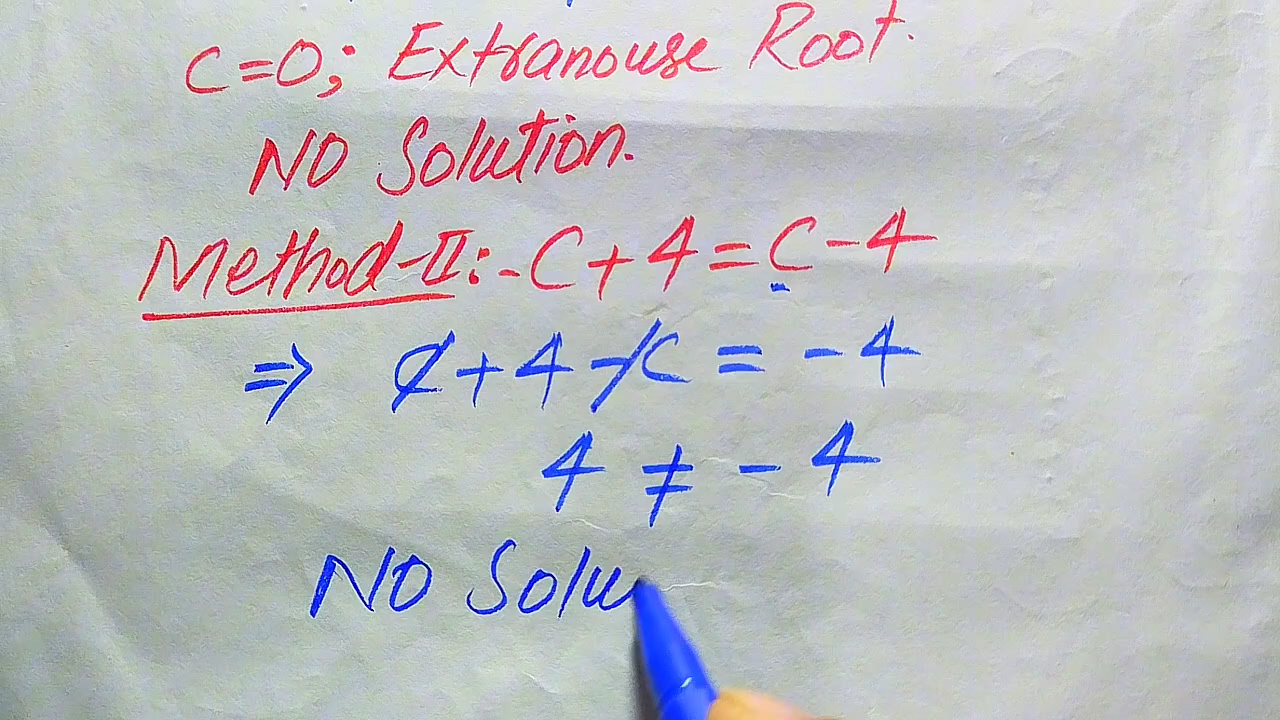 C=0; Extranouse Root.
NO Solution.
Method-II:- C+4=C-4
⇒ C+4-C = -4
4 ≠ -4
NO Solu